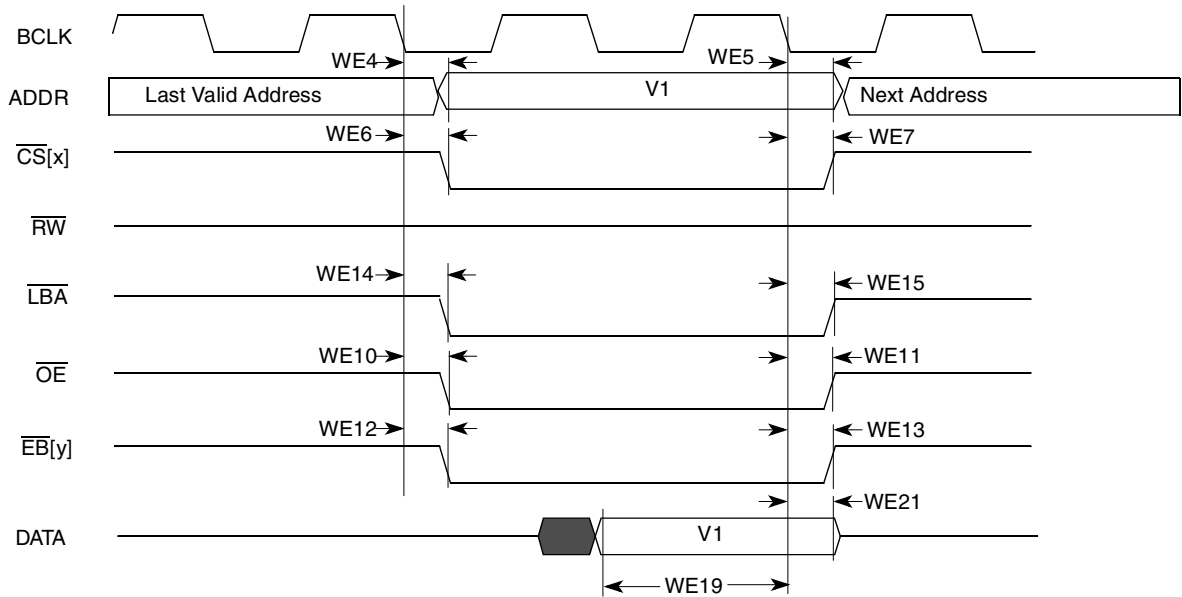 BCLK
WE4
WE5
ADDR
Last Valid Address
V1
Next Address
WE6
WE7
CS[x]
RW
WE14
WE15
LBA
WE10
WE11
OE
WE12
WE13
EB[y]
WE21
DATA
V1
WE19